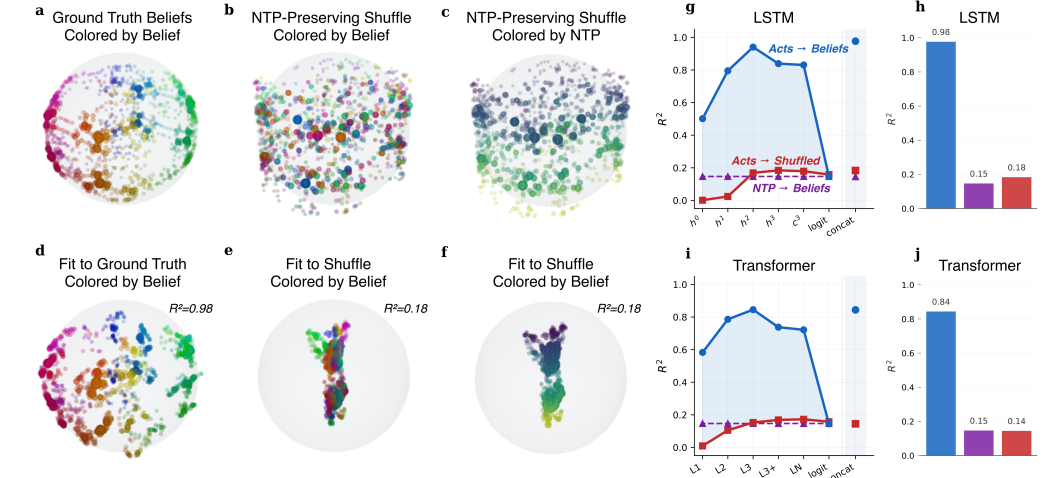 a
Ground Truth Beliefs
Colored by Belief
b
NTP-Preserving Shuffle
Colored by Belief
c
NTP-Preserving Shuffle
Colored by NTP
d
Fit to Ground Truth
Colored by Belief
R²=0.98
e
Fit to Shuffle
Colored by Belief
R²=0.18
f
Fit to Shuffle
Colored by Belief
R²=0.18
g
LSTM
1.0
0.8
0.6
0.4
0.2
0.0
R²
Acts → Beliefs
Acts → Shuffled
NTP → Beliefs
h⁰
h¹
h²
h³
c³
logit
concat
h
LSTM
1.0
0.8
0.6
0.4
0.2
0.0
R²
0.98
0.15
0.18
i
Transformer
1.0
0.8
0.6
0.4
0.2
0.0
R²
L1
L2
L3
L3+
LN
logit
concat
j
Transformer
1.0
0.8
0.6
0.4
0.2
0.0
R²
0.84
0.15
0.14